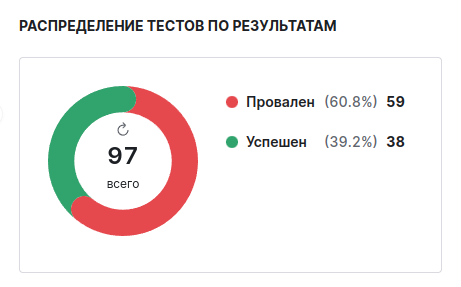 РАСПРЕДЕЛЕНИЕ ТЕСТОВ ПО РЕЗУЛЬТАТАМ
97
всего
Провален (60.8%) 59
Успешен (39.2%) 38